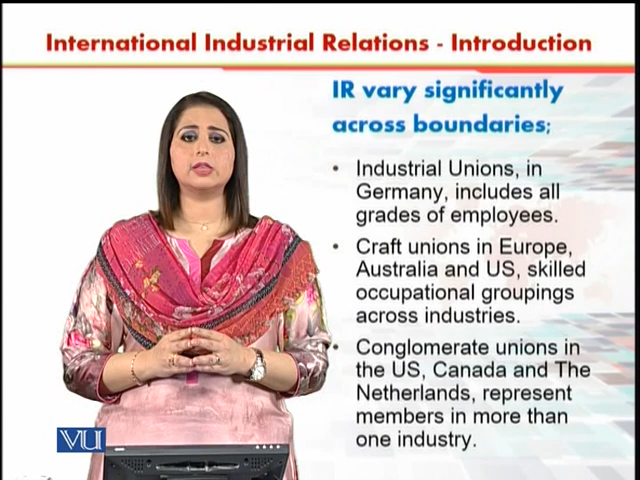 International Industrial Relations - Introduction
IR vary significantly
across boundaries;
• Industrial Unions, in
Germany, includes all
grades of employees.
• Craft unions in Europe,
Australia and US, skilled
occupational groupings
across industries.
• Conglomerate unions in
the US, Canada and The
Netherlands, represent
members in more than
one industry.
VU